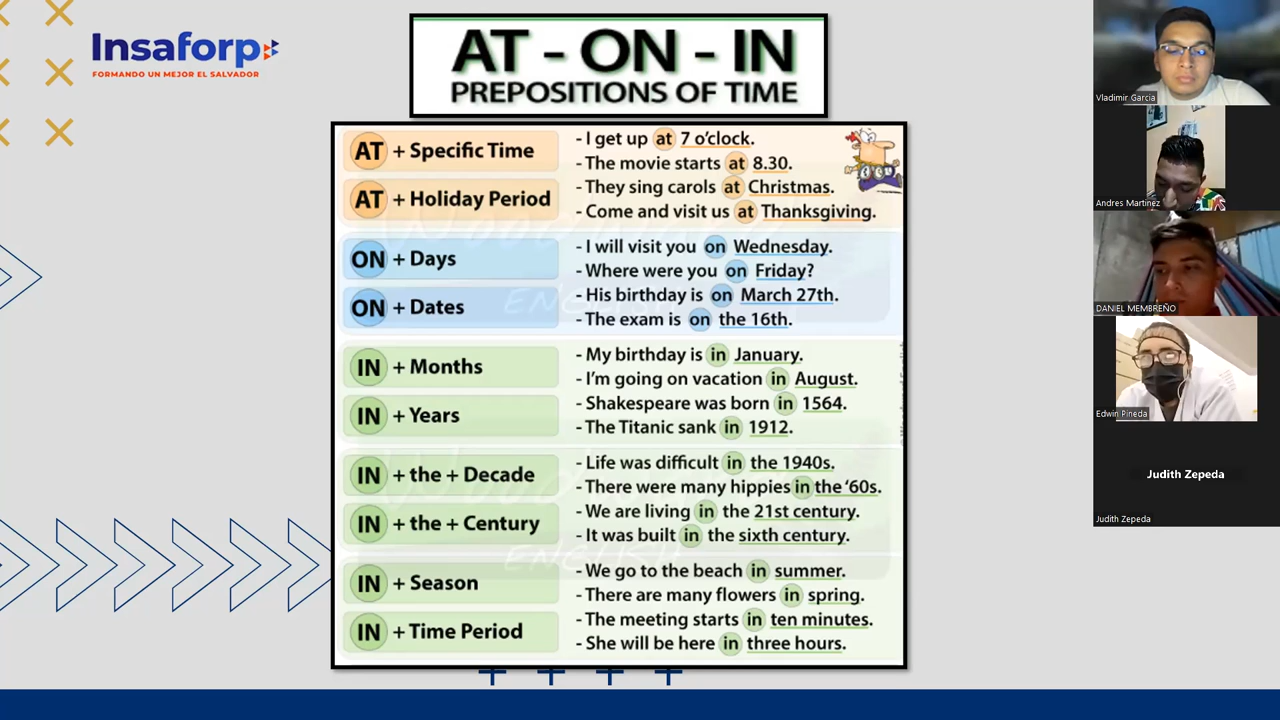 Insaforp
FORMANDO UN MEJOR EL SALVADOR
AT - ON - IN
PREPOSITIONS OF TIME
AT + Specific Time
- I get up at 7 o'clock.
- The movie starts at 8.30.
AT + Holiday Period
- They sing carols at Christmas.
- Come and visit us at Thanksgiving.
ON + Days
- I will visit you on Wednesday.
- Where were you on Friday?
ON + Dates
- His birthday is on March 27th.
- The exam is on the 16th.
IN + Months
- My birthday is in January.
- I'm going on vacation in August.
IN + Years
- Shakespeare was born in 1564.
- The Titanic sank in 1912.
IN + the + Decade
- Life was difficult in the 1940s.
- There were many hippies in the '60s.
IN + the + Century
- We are living in the 21st century.
- It was built in the sixth century.
IN + Season
- We go to the beach in summer.
- There are many flowers in spring.
IN + Time Period
- The meeting starts in ten minutes.
- She will be here in three hours.
Vladimir Garcia
Andres Martinez
DANIEL MEMBREÑO
Edwin Pineda
Judith Zepeda
Judith Zepeda